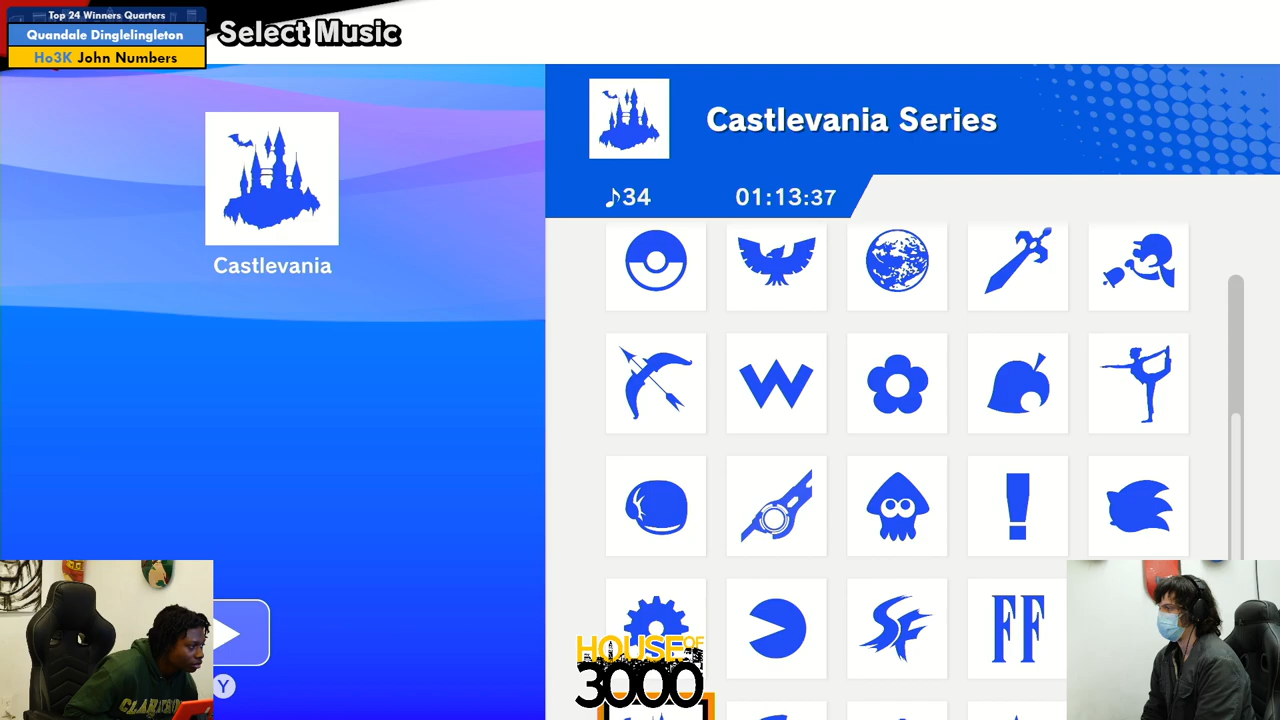 Top 24 Winners Quarters
Quandale Dinglelingleton
Ho3K John Numbers
Select Music
Castlevania Series
♪34 01:13:37
Castlevania
W
!
SF
FF
HOUSE OF
3000
Y